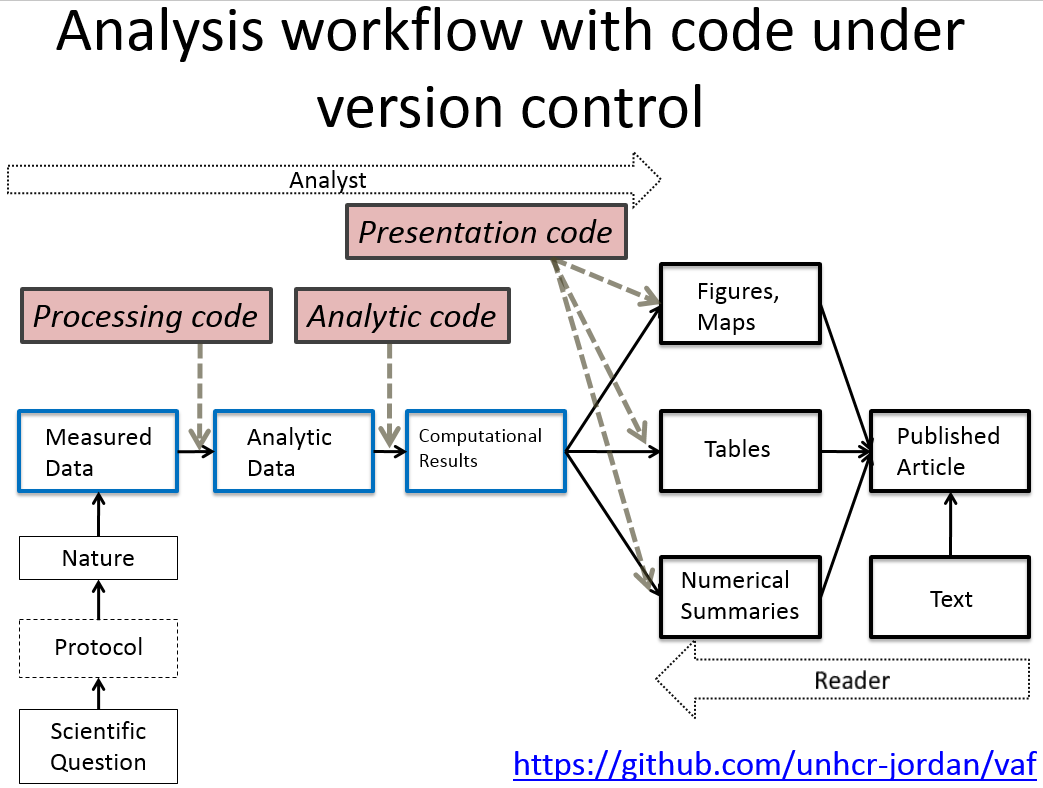 Analysis workflow with code under
version control
Analyst
Presentation code
Processing code
Analytic code
Figures,
Maps
Measured
Data
Analytic
Data
Computational
Results
Tables
Published
Article
Nature
Numerical
Summaries
Text
Protocol
Reader
Scientific
Question
https://github.com/unhcr-jordan/vaf